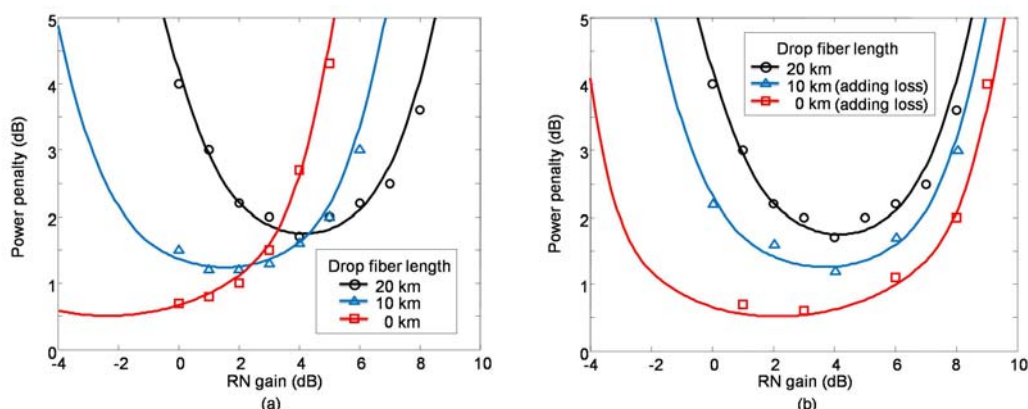 5
4
3
2
1
0
Power penalty (dB)
-4 -2 0 2 4 6 8 10
RN gain (dB)
(a)
Drop fiber length
20 km
10 km
0 km
5
4
3
2
1
0
Power penalty (dB)
-4 -2 0 2 4 6 8 10
RN gain (dB)
(b)
Drop fiber length
20 km
10 km (adding loss)
0 km (adding loss)